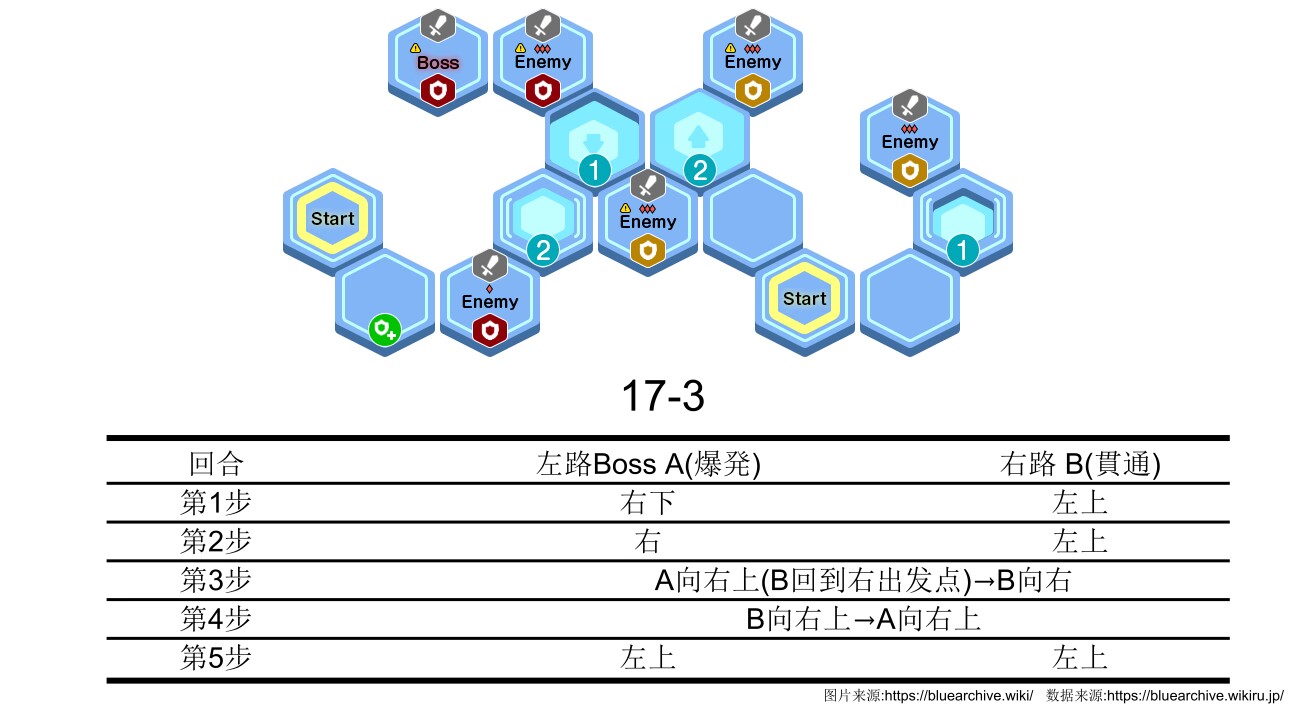 Boss Enemy Enemy
Enemy
1 2
Start Enemy
2 1
Enemy Start
17-3
回合 左路Boss A(爆発) 右路 B(貫通)
第1步 右下 左上
第2步 右 左上
第3步 A向右上(B回到右出发点)→B向右
第4步 B向右上→A向右上
第5步 左上 左上
图片来源:https://bluearchive.wiki/ 数据来源:https://bluearchive.wikiru.jp/